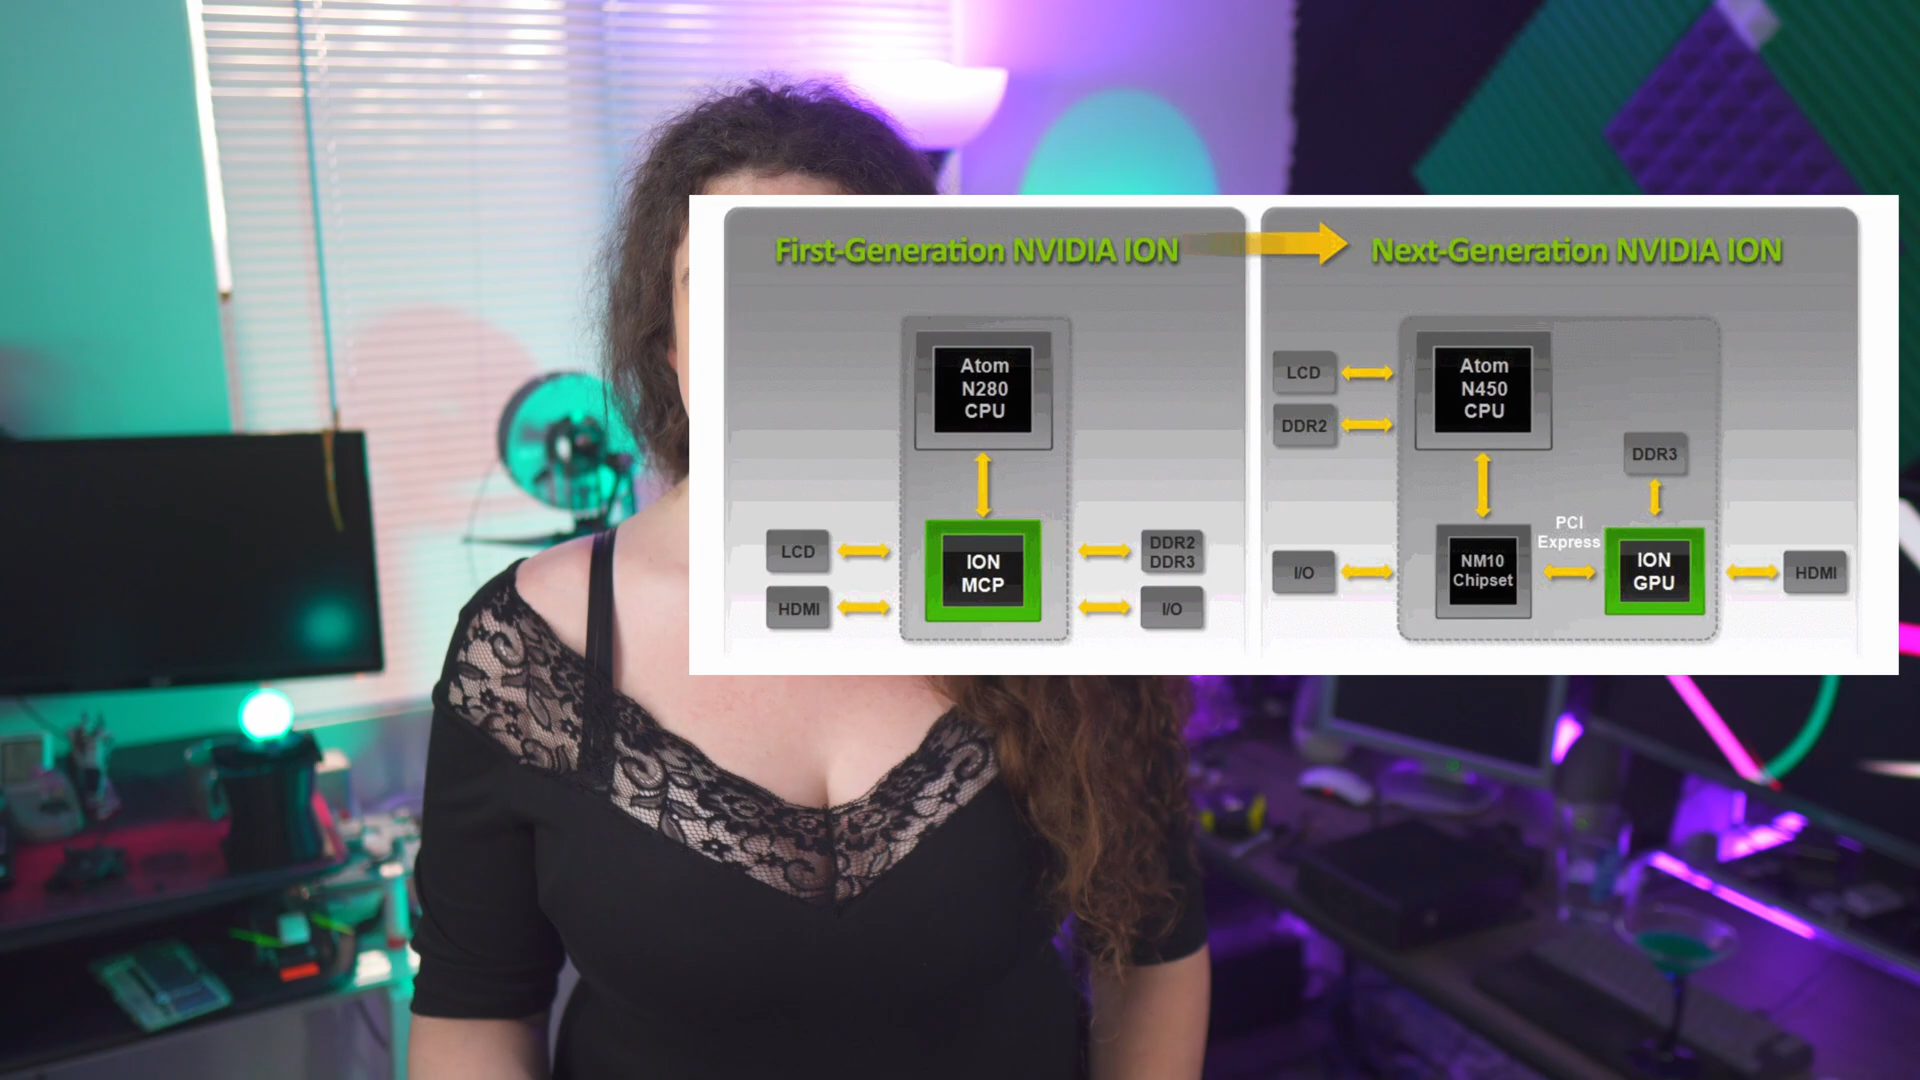 First-Generation NVIDIA ION
Atom
N280
CPU
LCD
HDMI
ION
MCP
DDR2
DDR3
I/O
Next-Generation NVIDIA ION
LCD
DDR2
Atom
N450
CPU
DDR3
I/O
NM10
Chipset
PCI
Express
ION
GPU
HDMI